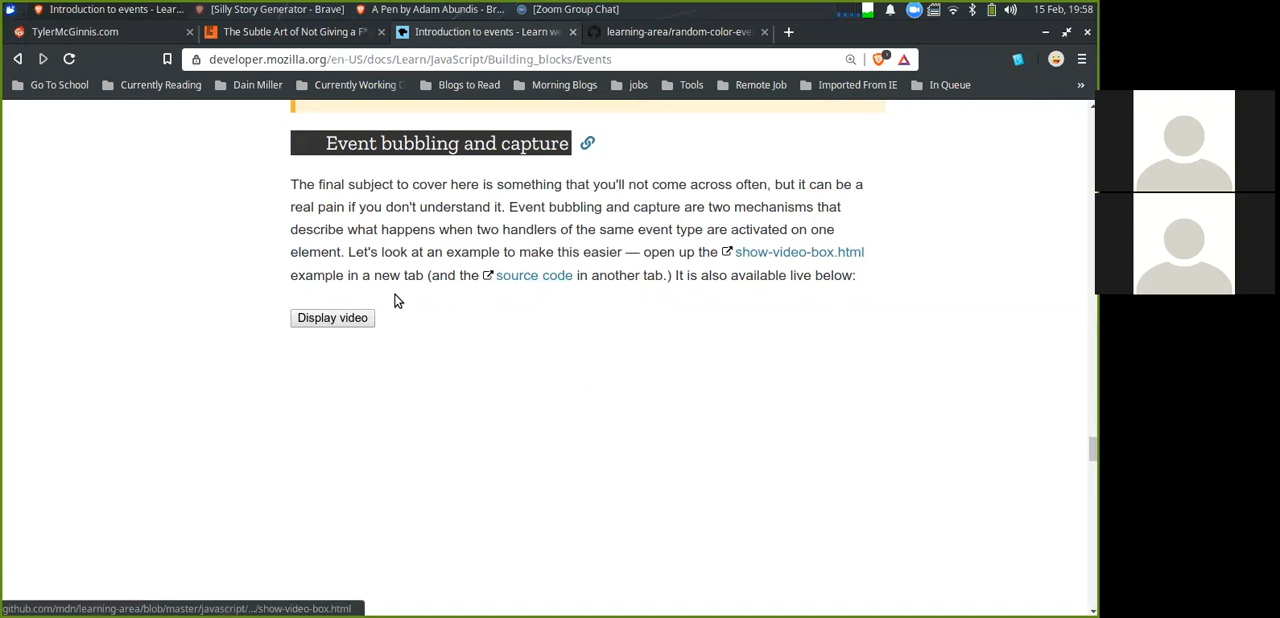 Introduction to events - Lear... [Silly Story Generator - Brave] A Pen by Adam Abundis - Br... [Zoom Group Chat] 15 Feb, 19:58
TylerMcGinnis.com The Subtle Art of Not Giving a F* Introduction to events - Learn we learning-area/random-color-eve
developer.mozilla.org/en-US/docs/Learn/JavaScript/Building_blocks/Events 1
Go To School Currently Reading Dain Miller Currently Working Blogs to Read Morning Blogs jobs Tools Remote Job Imported From IE In Queue »
Event bubbling and capture
The final subject to cover here is something that you'll not come across often, but it can be a
real pain if you don't understand it. Event bubbling and capture are two mechanisms that
describe what happens when two handlers of the same event type are activated on one
element. Let's look at an example to make this easier — open up the show-video-box.html
example in a new tab (and the source code in another tab.) It is also available live below:
Display video
github.com/mdn/learning-area/blob/master/javascript/.../show-video-box.html